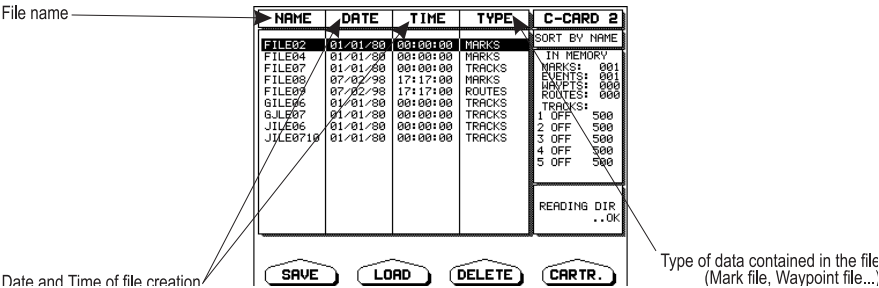 File name
NAME DATE TIME TYPE C-CARD 2
SORT BY NAME
FILE02 01/01/80 00:00:00 MARKS
FILE04 01/01/80 00:00:00 MARKS
FILE07 01/01/80 00:00:00 TRACKS
FILE08 07/02/98 17:17:00 MARKS
FILE09 07/02/98 17:17:00 ROUTES
GILE06 01/01/80 00:00:00 TRACKS
GJLE07 01/01/80 00:00:00 TRACKS
JILE06 01/01/80 00:00:00 TRACKS
JILE0710 01/01/80 00:00:00 TRACKS
IN MEMORY
MARKS: 001
EVENTS: 001
WAYPTS: 000
ROUTES: 000
TRACKS:
1 OFF 500
2 OFF 500
3 OFF 500
4 OFF 500
5 OFF 500
READING DIR
..OK
SAVE LOAD DELETE CARTR.
Date and Time of file creation
Type of data contained in the file
(Mark file, Waypoint file...)